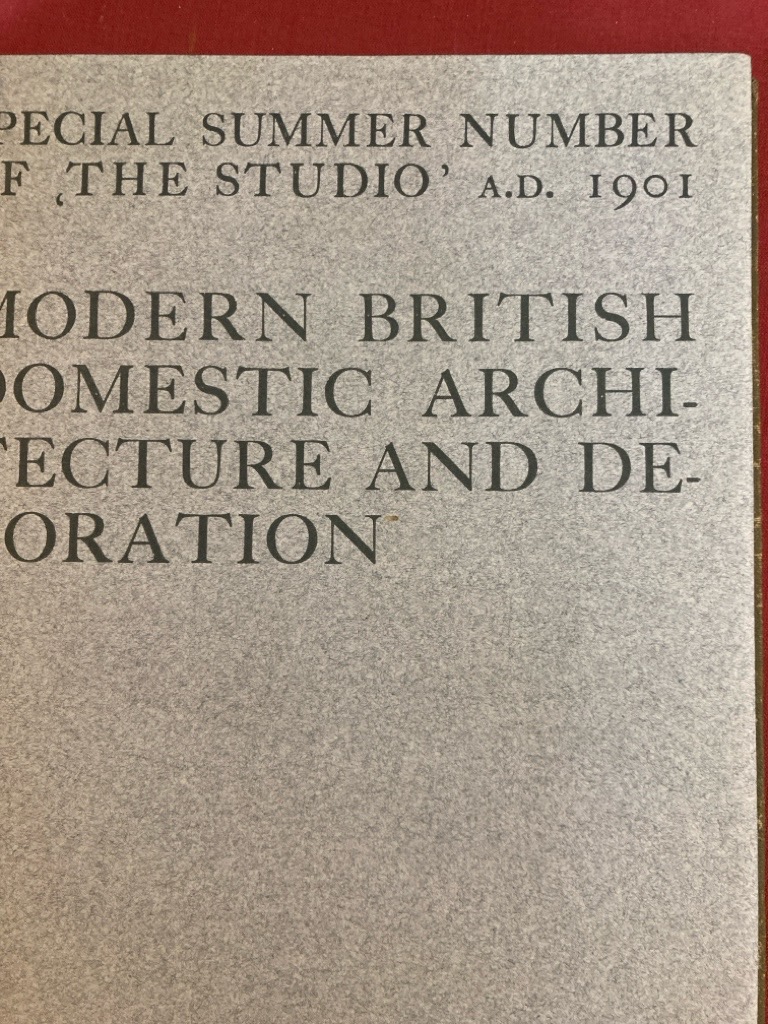 PECIAL SUMMER NUMBER
F ‚THE STUDIO’ A.D. 1901
MODERN BRITISH
DOMESTIC ARCHI-
TECTURE AND DE-
ORATION